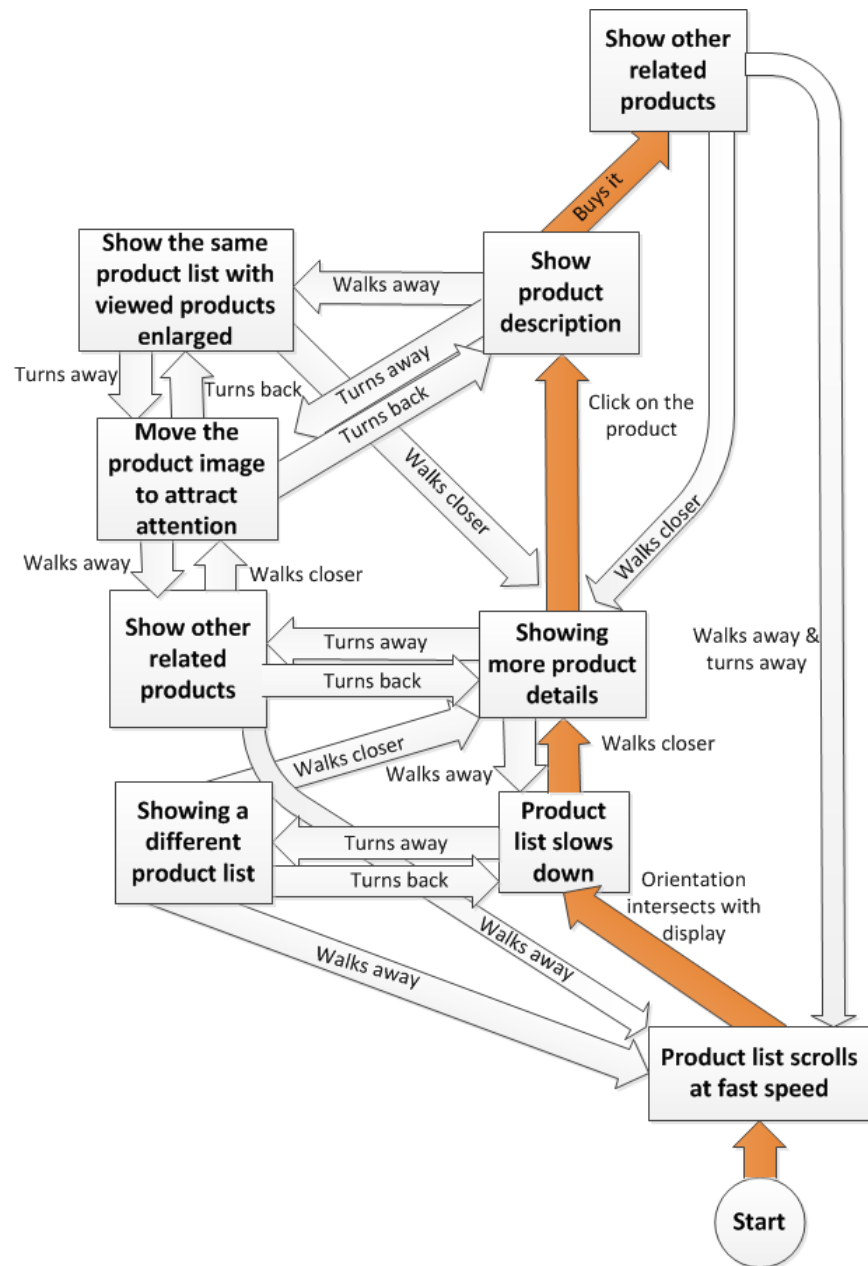 Show other
related
products
Buys it
Show the same
product list with
viewed products
enlarged
Walks away
Show
product
description
Turns away
Turns back
Turns away
Turns back
Click on the
product
Move the
product image
to attract
attention
Walks closer
Walks closer
Walks away
Walks closer
Show other
related
products
Turns away
Turns back
Showing
more product
details
Walks away &
turns away
Walks closer
Walks away
Walks closer
Showing a
different
product list
Turns away
Turns back
Product
list slows
down
Orientation
intersects with
display
Walks away
Walks away
Product list scrolls
at fast speed
Start